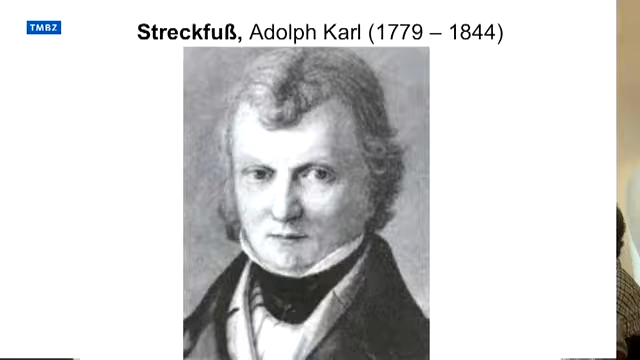 TMBZ
Streckfuß, Adolph Karl (1779 – 1844)